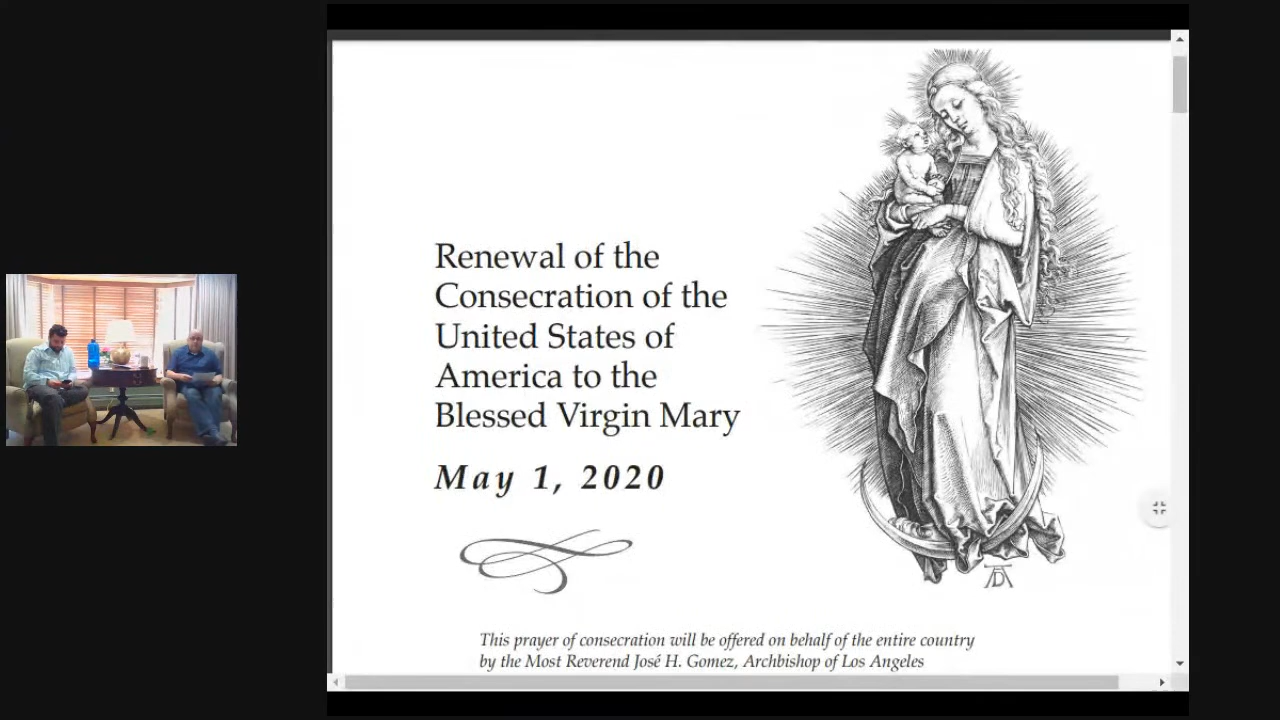 Renewal of the
Consecration of the
United States of
America to the
Blessed Virgin Mary
May 1, 2020
AD
This prayer of consecration will be offered on behalf of the entire country
by the Most Reverend José H. Gomez, Archbishop of Los Angeles